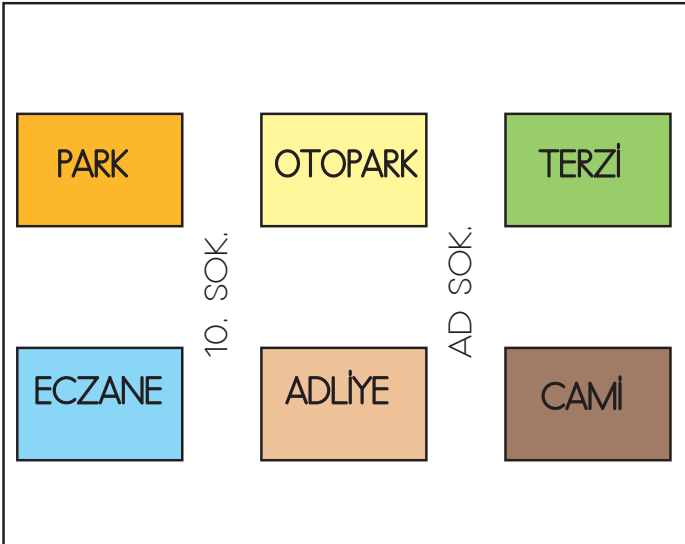 PARK
OTOPARK
TERZİ
10. SOK.
AD SOK.
ECZANE
ADLİYE
CAMİ